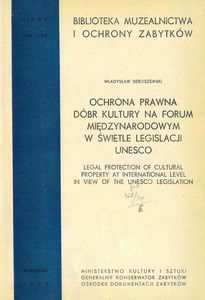 BIBLIOTEKA MUZEALNICTWA
I OCHRONY ZABYTKÓW
WŁADYSŁAW SIEROSZEWSKI
OCHRONA PRAWNA
DÓBR KULTURY NA FORUM
MIĘDZYNARODOWYM
W ŚWIETLE LEGISLACJI
UNESCO
LEGAL PROTECTION OF CULTURAL
PROPERTY AT INTERNATIONAL LEVEL
IN VIEW OF THE UNESCO LEGISLATION
MINISTERSTWO KULTURY I SZTUKI
GENERALNY KONSERWATOR ZABYTKÓW
OŚRODEK DOKUMENTACJI ZABYTKÓW